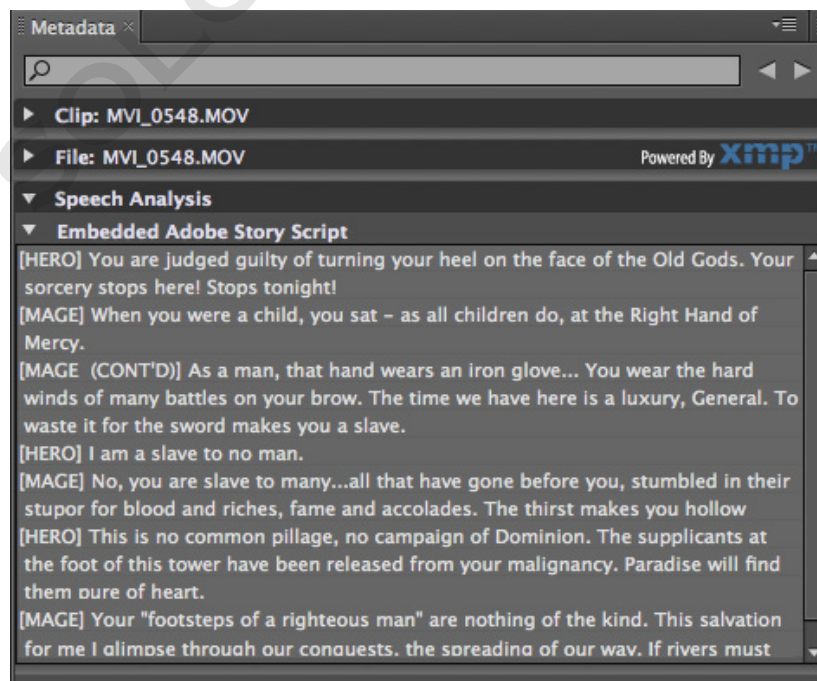 Metadata
Clip: MVI_0548.MOV
File: MVI_0548.MOV Powered By xmp™
Speech Analysis
Embedded Adobe Story Script
[HERO] You are judged guilty of turning your heel on the face of the Old Gods. Your
sorcery stops here! Stops tonight!
[MAGE] When you were a child, you sat – as all children do, at the Right Hand of
Mercy.
[MAGE (CONT'D)] As a man, that hand wears an iron glove... You wear the hard
winds of many battles on your brow. The time we have here is a luxury, General. To
waste it for the sword makes you a slave.
[HERO] I am a slave to no man.
[MAGE] No, you are slave to many...all that have gone before you, stumbled in their
stupor for blood and riches, fame and accolades. The thirst makes you hollow
[HERO] This is no common pillage, no campaign of Dominion. The supplicants at
the foot of this tower have been released from your malignancy. Paradise will find
them pure of heart.
[MAGE] Your "footsteps of a righteous man" are nothing of the kind. This salvation
for me I glimpse through our conquests, the spreading of our way. If rivers must